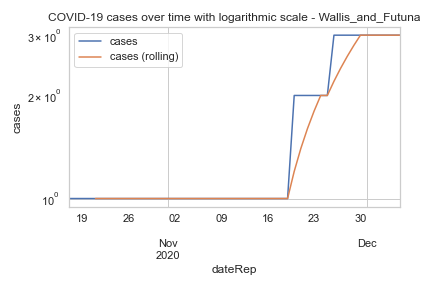 COVID-19 cases over time with logarithmic scale - Wallis_and_Futuna
3 × 10⁰
2 × 10⁰
10⁰
cases
cases
cases (rolling)
19 26 02 09 16 23 30
Nov Dec
2020
dateRep